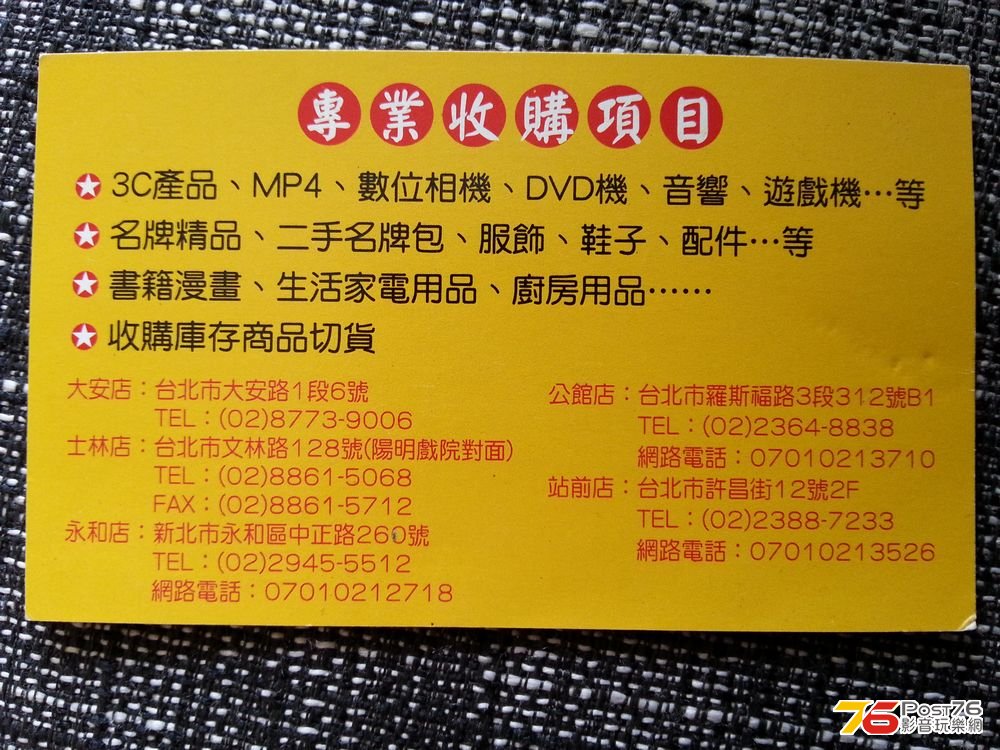 專業收購項目
3C產品、MP4、數位相機、DVD機、音響、遊戲機…等
名牌精品、二手名牌包、服飾、鞋子、配件…等
書籍漫畫、生活家電用品、廚房用品……
收購庫存商品切貨
大安店：台北市大安路1段6號
TEL：(02)8773-9006
士林店：台北市文林路128號(陽明戲院對面)
TEL：(02)8861-5068
FAX：(02)8861-5712
永和店：新北市永和區中正路260號
TEL：(02)2945-5512
網路電話：07010212718
公館店：台北市羅斯福路3段312號B1
TEL：(02)2364-8838
網路電話：07010213710
站前店：台北市許昌街12號2F
TEL：(02)2388-7233
網路電話：07010213526
76 Post76
影音玩樂網